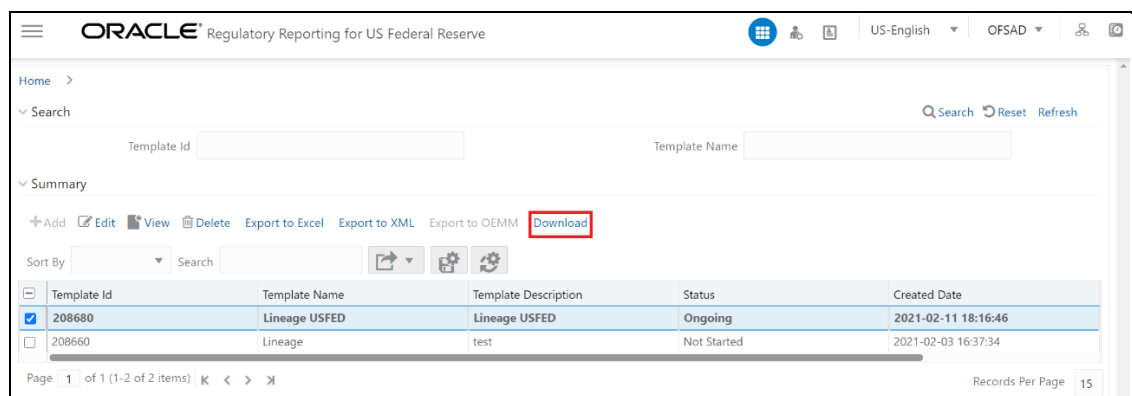 ORACLE® Regulatory Reporting for US Federal Reserve US-English OFSAD
Home >
Search Search Reset Refresh
Template Id Template Name
Summary
Add Edit View Delete Export to Excel Export to XML Export to OEMM Download
Sort By Search
Template Id Template Name Template Description Status Created Date
208680 Lineage USFED Lineage USFED Ongoing 2021-02-11 18:16:46
208660 Lineage test Not Started 2021-02-03 16:37:34
Page 1 of 1 (1-2 of 2 items) Records Per Page 15